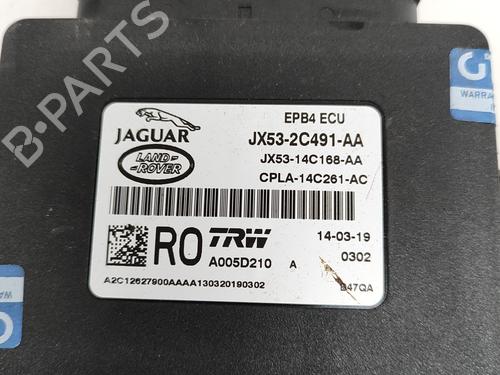 EPB4 ECU
JAGUAR
JX53-2C491-AA
LAND-
ROVER
JX53-14C168-AA
CPLA-14C261-AC
RO
TRW
14-03-19
A005D210 A
0302
A2C12627900AAAA130320190302
B47QA
B-PARTS